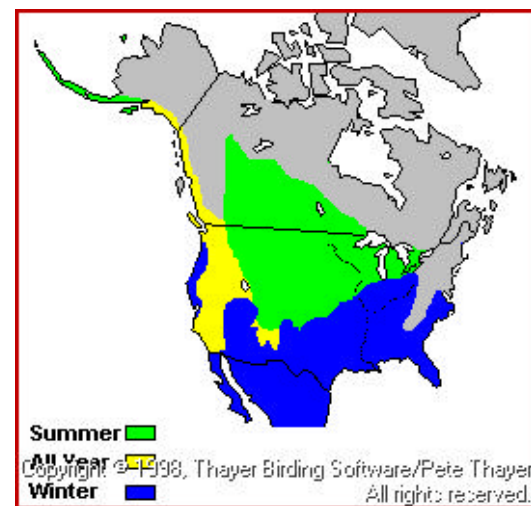 Summer
All Year
Copyright © 1998, Thayer Birding Software/Pete Thayer
Winter
All rights reserved.